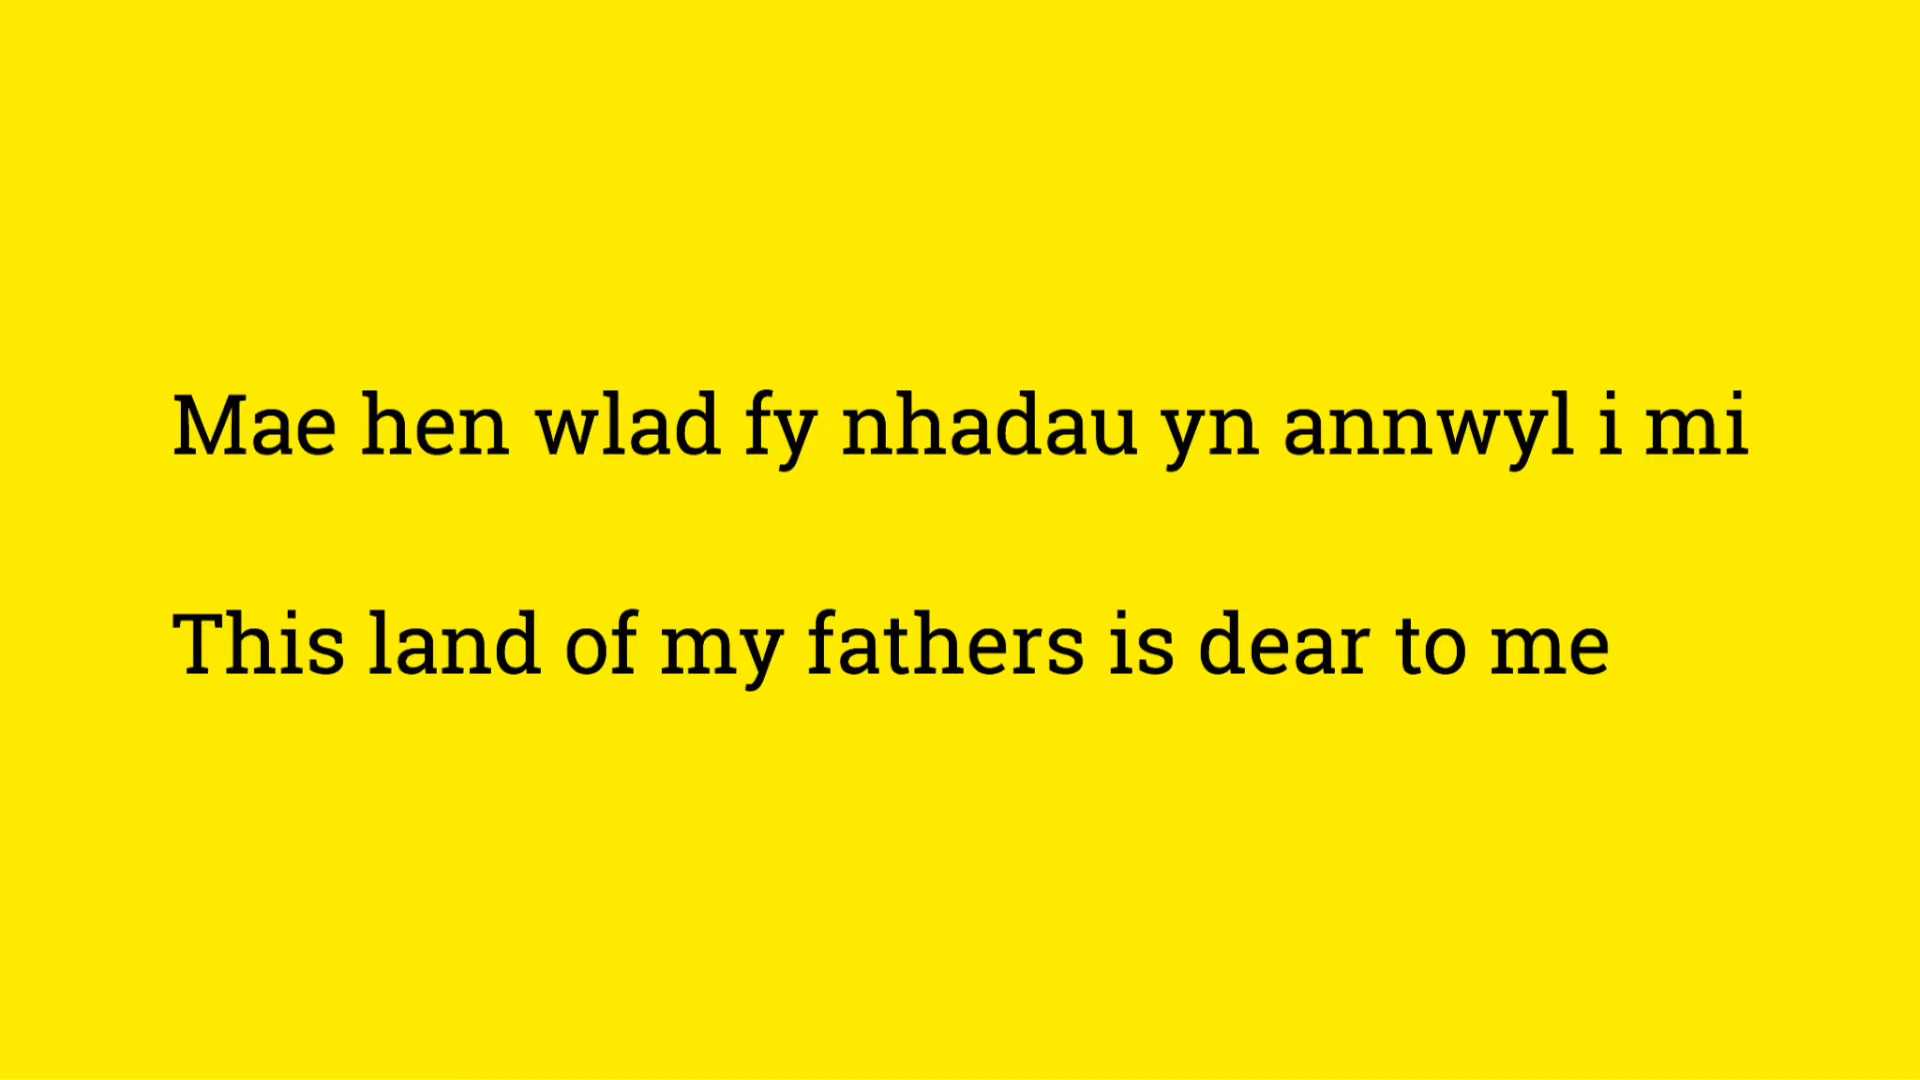 Mae hen wlad fy nhadau yn annwyl i mi
This land of my fathers is dear to me